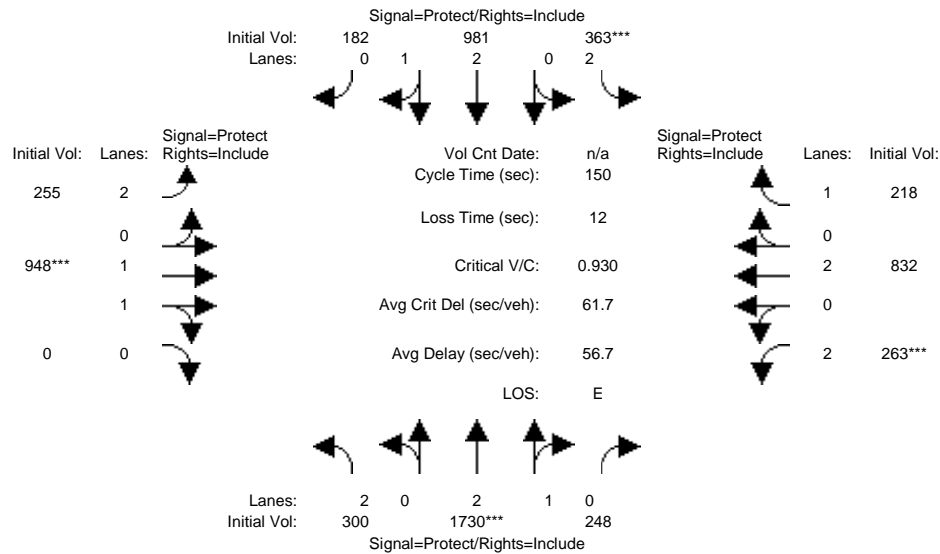 Signal=Protect/Rights=Include
Initial Vol: 182 981 363***
Lanes: 0 1 2 0 2
Signal=Protect Signal=Protect
Initial Vol: Lanes: Rights=Include Vol Cnt Date: n/a Rights=Include Lanes: Initial Vol:
Cycle Time (sec): 150
255 2 1 218
Loss Time (sec): 12
0 0
948*** 1 Critical V/C: 0.930 2 832
1 Avg Crit Del (sec/veh): 61.7 0
0 0 Avg Delay (sec/veh): 56.7 2 263***
LOS: E
Lanes: 2 0 2 1 0
Initial Vol: 300 1730*** 248
Signal=Protect/Rights=Include